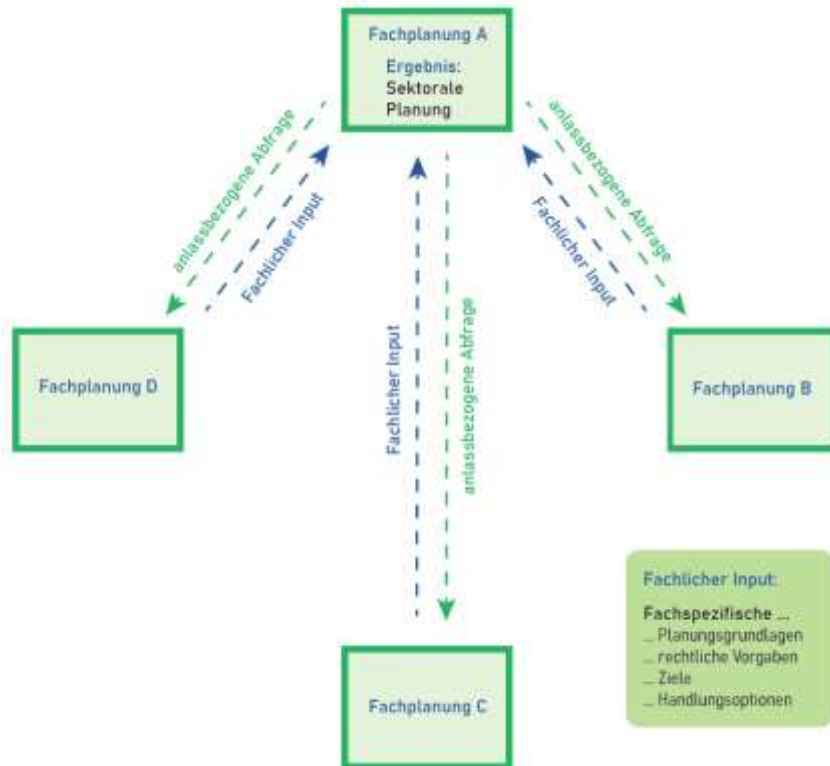 Fachplanung A
Ergebnis:
Sektorale
Planung
anlassbezogene Abfrage
Fachlicher Input
Fachlicher Input
anlassbezogene Abfrage
Fachlicher Input
anlassbezogene Abfrage
Fachplanung D
Fachplanung B
Fachplanung C
Fachlicher Input:
Fachspezifische ...
... Planungsgrundlagen
... rechtliche Vorgaben
... Ziele
... Handlungsoptionen